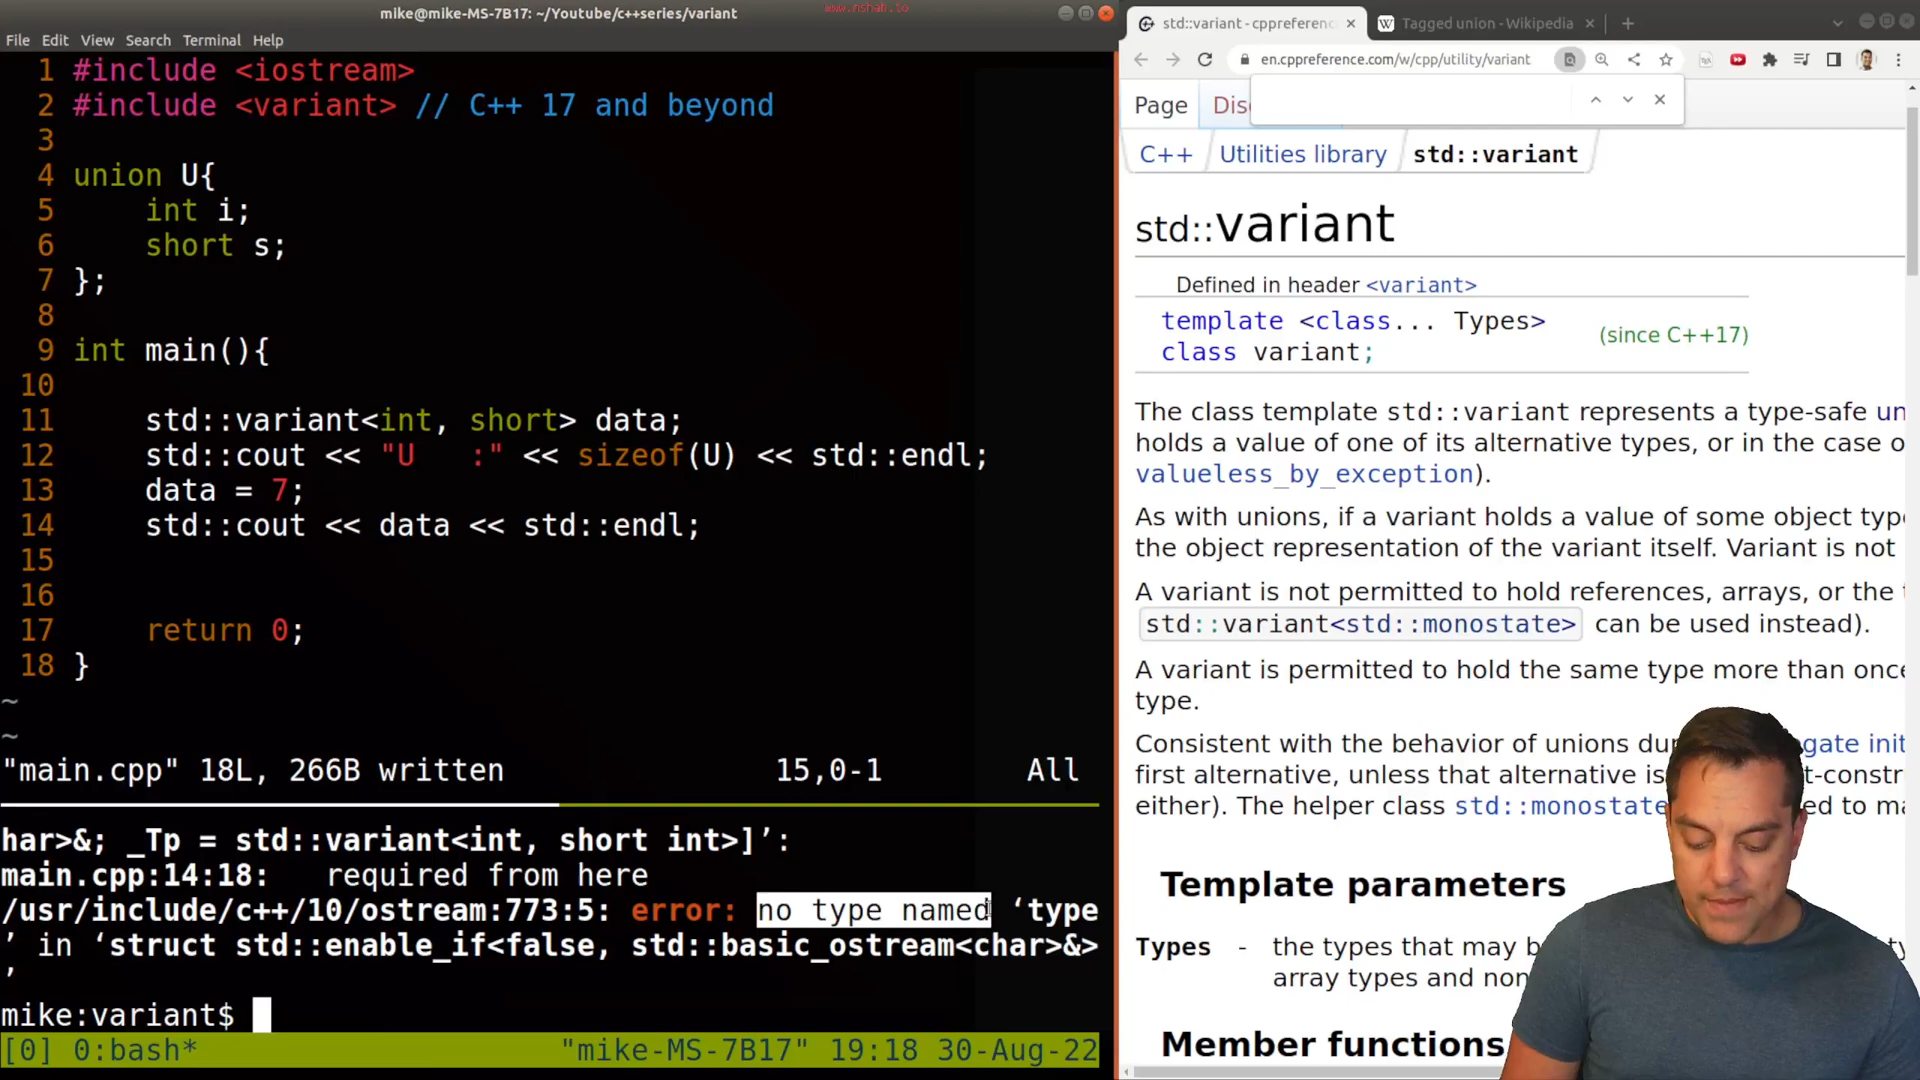 mike@mike-MS-7B17: ~/Youtube/c++series/variant
www.nshab.to
File Edit View Search Terminal Help
1 #include <iostream>
2 #include <variant> // C++ 17 and beyond
3
4 union U{
5 int i;
6 short s;
7 };
8
9 int main(){
10
11 std::variant<int, short> data;
12 std::cout << "U   :" << sizeof(U) << std::endl;
13 data = 7;
14 std::cout << data << std::endl;
15
16
17 return 0;
18 }
~
~
"main.cpp" 18L, 266B written 15,0-1 All
har>&; _Tp = std::variant<int, short int>]’:
main.cpp:14:18:   required from here
/usr/include/c++/10/ostream:773:5: error: no type named ‘type
’ in ‘struct std::enable_if<false, std::basic_ostream<char>&>
’
mike:variant$
[0] 0:bash* "mike-MS-7B17" 19:18 30-Aug-22
std::variant - cppreferenc
Tagged union - Wikipedia
en.cppreference.com/w/cpp/utility/variant
Page Dis
C++ Utilities library std::variant
std::variant
Defined in header <variant>
template <class... Types>
class variant;
(since C++17)
The class template std::variant represents a type-safe un
holds a value of one of its alternative types, or in the case o
valueless_by_exception).
As with unions, if a variant holds a value of some object typ
the object representation of the variant itself. Variant is not
A variant is not permitted to hold references, arrays, or the
std::variant<std::monostate> can be used instead).
A variant is permitted to hold the same type more than once
type.
Consistent with the behavior of unions du gate init
first alternative, unless that alternative is t-constr
either). The helper class std::monostate ed to ma
Template parameters
Types - the types that may b
array types and non
Member functions